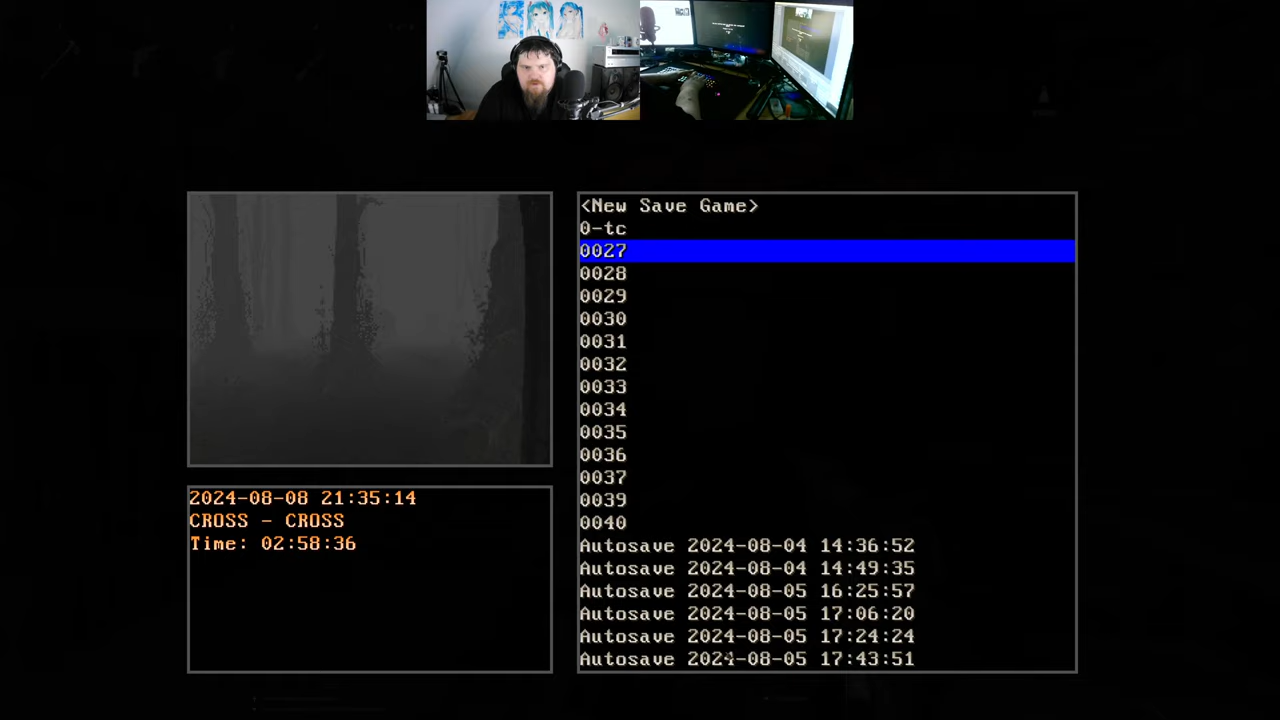 <New Save Game>
0-tc
0027
0028
0029
0030
0031
0032
0033
0034
0035
0036
0037
0039
0040
Autosave 2024-08-04 14:36:52
Autosave 2024-08-04 14:49:35
Autosave 2024-08-05 16:25:57
Autosave 2024-08-05 17:06:20
Autosave 2024-08-05 17:24:24
Autosave 2024-08-05 17:43:51
2024-08-08 21:35:14
CROSS - CROSS
Time: 02:58:36